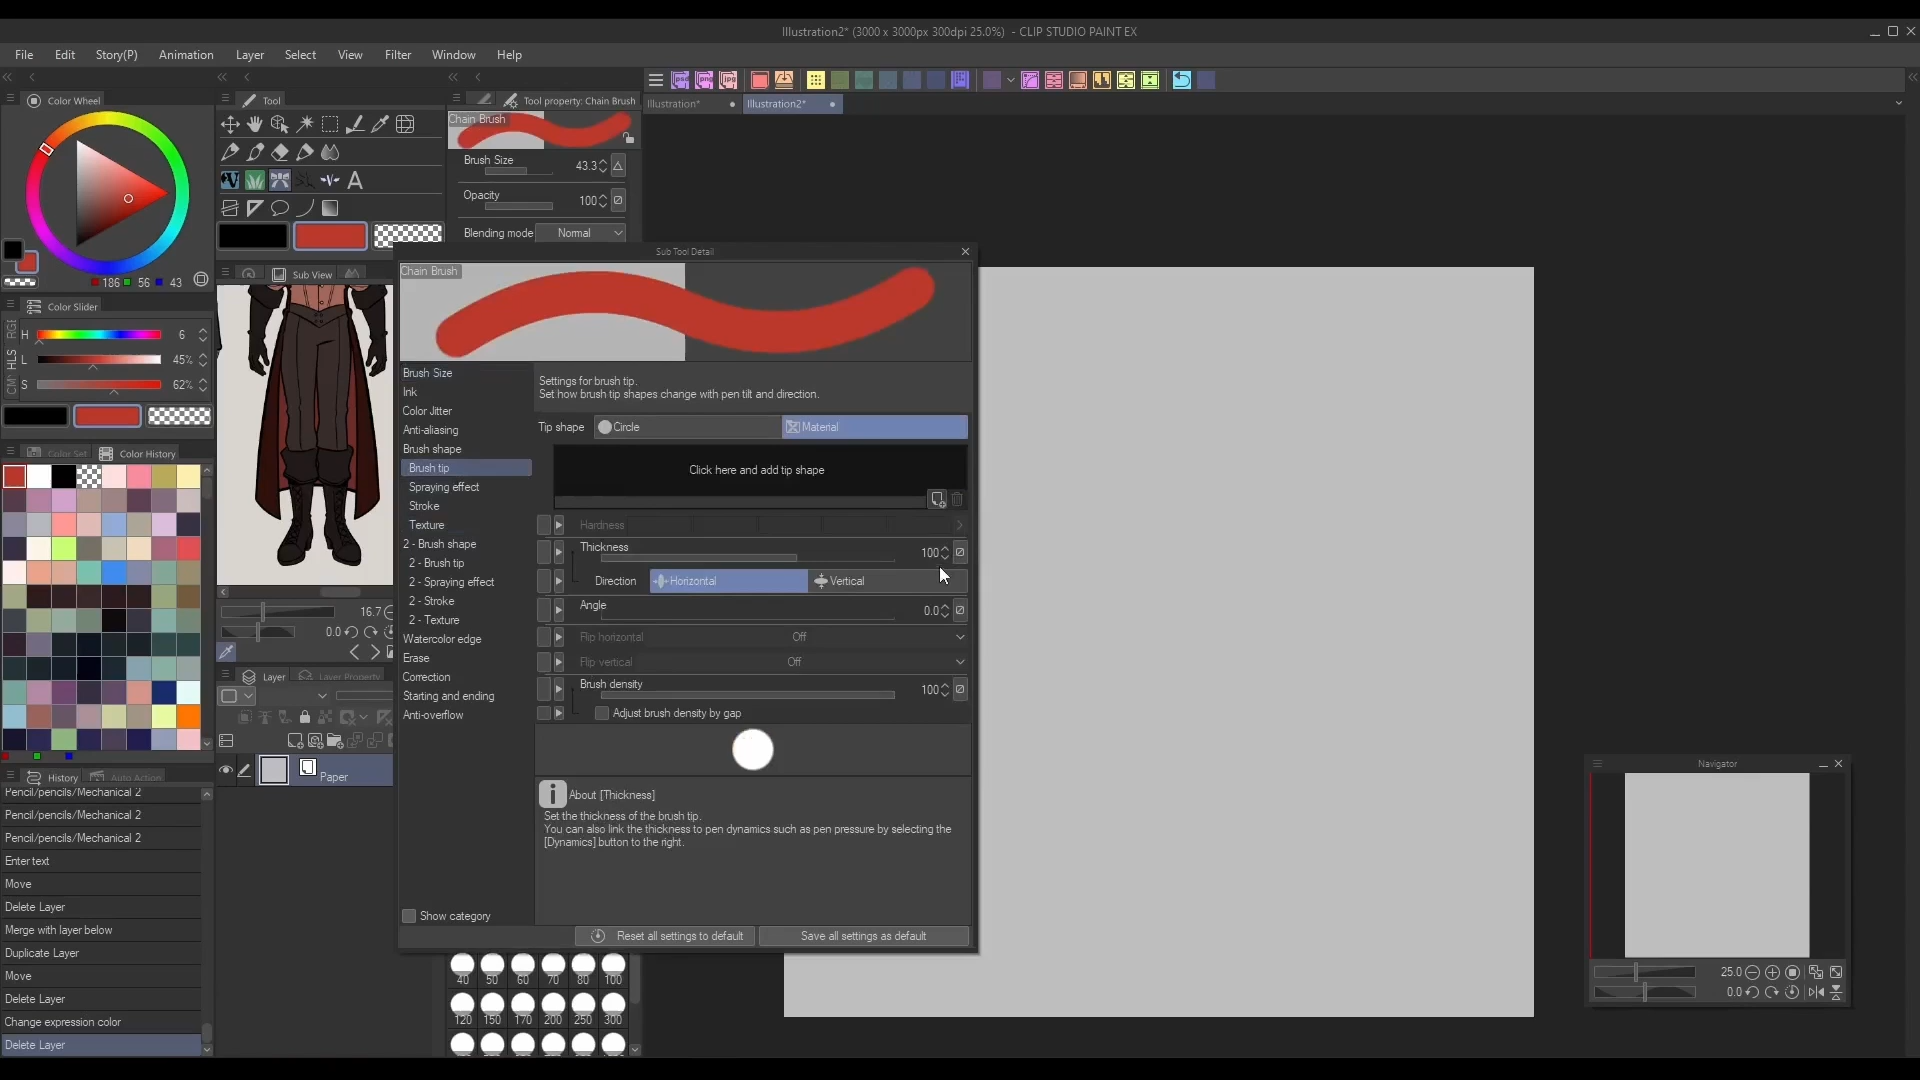 Illustration2* (3000 x 3000px 300dpi 25.0%) - CLIP STUDIO PAINT EX
File Edit Story(P) Animation Layer Select View Filter Window Help
Color Wheel
Tool
Tool property: Chain Brush
Illustration*
Illustration2*
Chain Brush
Brush Size 43.3
Opacity 100
Blending mode Normal
186 56 43
Sub View
Color Slider
RGB
HLS
H 6
L 45%
S 62%
Color Set
Color History
16.7
0.0
Layer
Layer Property
Paper
History
Auto Action
Pencil/pencils/Mechanical 2
Pencil/pencils/Mechanical 2
Pencil/pencils/Mechanical 2
Enter text
Move
Delete Layer
Merge with layer below
Duplicate Layer
Move
Delete Layer
Change expression color
Delete Layer
Sub Tool Detail
Chain Brush
Brush Size
Ink
Color Jitter
Anti-aliasing
Brush shape
Brush tip
Spraying effect
Stroke
Texture
2 - Brush shape
2 - Brush tip
2 - Spraying effect
2 - Stroke
2 - Texture
Watercolor edge
Erase
Correction
Starting and ending
Anti-overflow
Show category
Settings for brush tip.
Set how brush tip shapes change with pen tilt and direction.
Tip shape Circle Material
Click here and add tip shape
Hardness
Thickness 100
Direction Horizontal Vertical
Angle 0.0
Flip horizontal Off
Flip vertical Off
Brush density 100
Adjust brush density by gap
About [Thickness]
Set the thickness of the brush tip.
You can also link the thickness to pen dynamics such as pen pressure by selecting the
[Dynamics] button to the right.
Reset all settings to default
Save all settings as default
40 50 60 70 80 100
120 150 170 200 250 300
Navigator
25.0
0.0